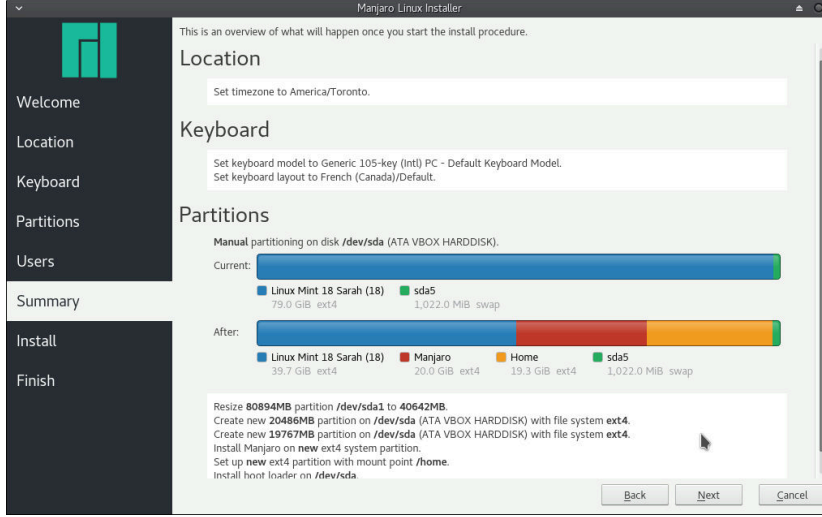 Manjaro Linux Installer
This is an overview of what will happen once you start the install procedure.
Location
Set timezone to America/Toronto.
Welcome
Location
Keyboard
Partitions
Users
Summary
Install
Finish
Keyboard
Set keyboard model to Generic 105-key (Intl) PC - Default Keyboard Model.
Set keyboard layout to French (Canada)/Default.
Partitions
Manual partitioning on disk /dev/sda (ATA VBOX HARDDISK).
Current:
Linux Mint 18 Sarah (18) sda5
79.0 GiB ext4 1,022.0 MiB swap
After:
Linux Mint 18 Sarah (18) Manjaro Home sda5
39.7 GiB ext4 20.0 GiB ext4 19.3 GiB ext4 1,022.0 MiB swap
Resize 80894MB partition /dev/sda1 to 40642MB.
Create new 20486MB partition on /dev/sda (ATA VBOX HARDDISK) with file system ext4.
Create new 19767MB partition on /dev/sda (ATA VBOX HARDDISK) with file system ext4.
Install Manjaro on new ext4 system partition.
Set up new ext4 partition with mount point /home.
Install boot loader on /dev/sda.
Back Next Cancel